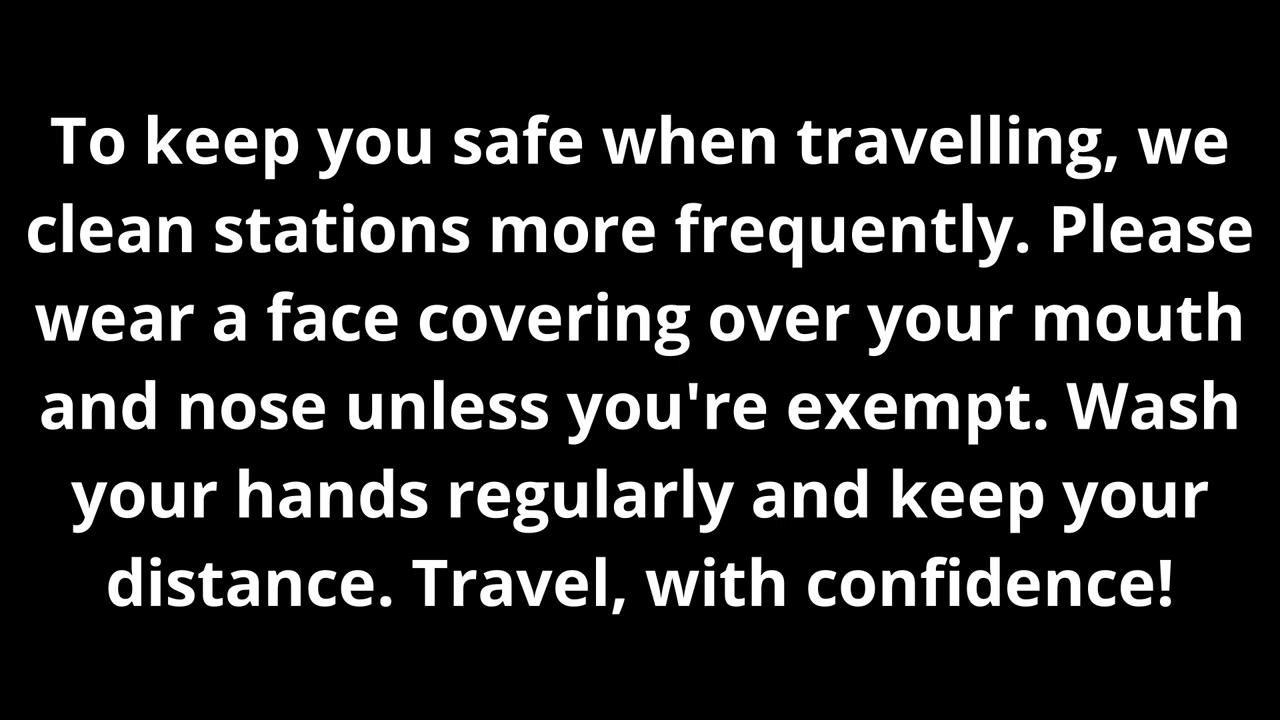 To keep you safe when travelling, we
clean stations more frequently. Please
wear a face covering over your mouth
and nose unless you're exempt. Wash
your hands regularly and keep your
distance. Travel, with confidence!